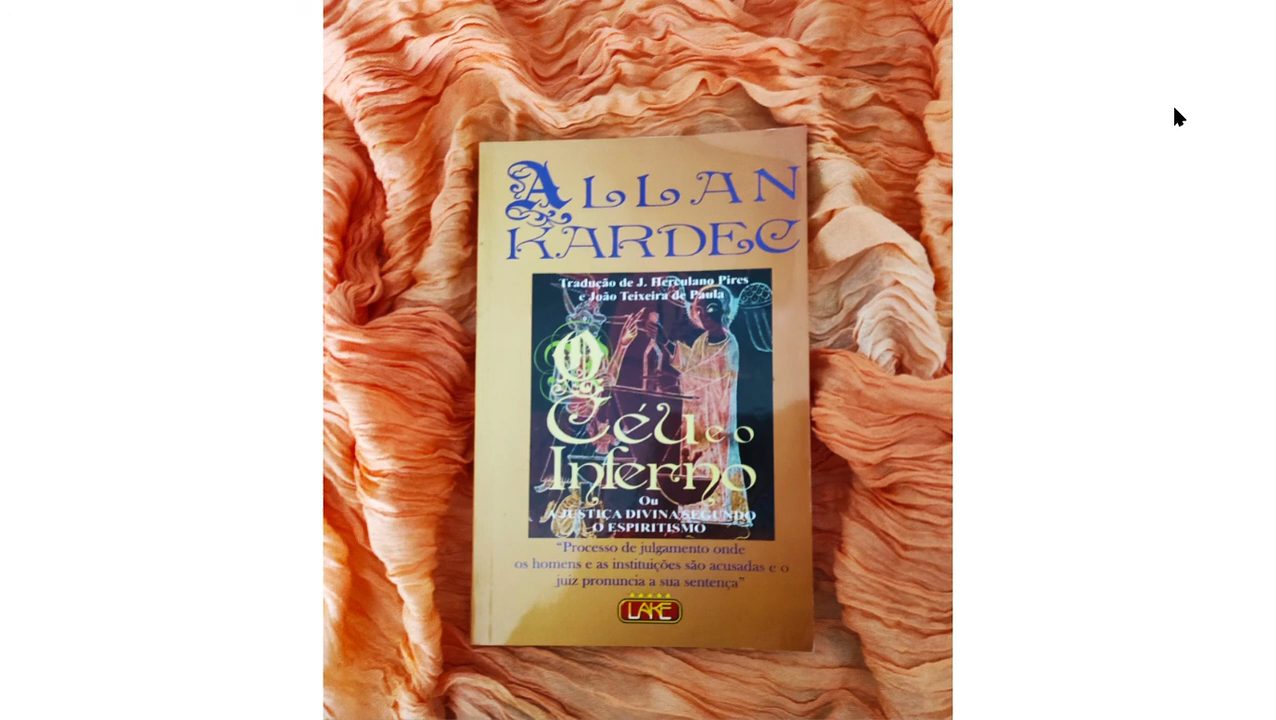 ALLAN
KARDEC
Tradução de J. Herculano Pires
e João Teixeira de Paula
O
Céu e o
Inferno
Ou
A JUSTIÇA DIVINA SEGUNDO
O ESPIRITISMO
“Processo de julgamento onde
os homens e as instituições são acusadas e o
juiz pronuncia a sua sentença”
LAKE